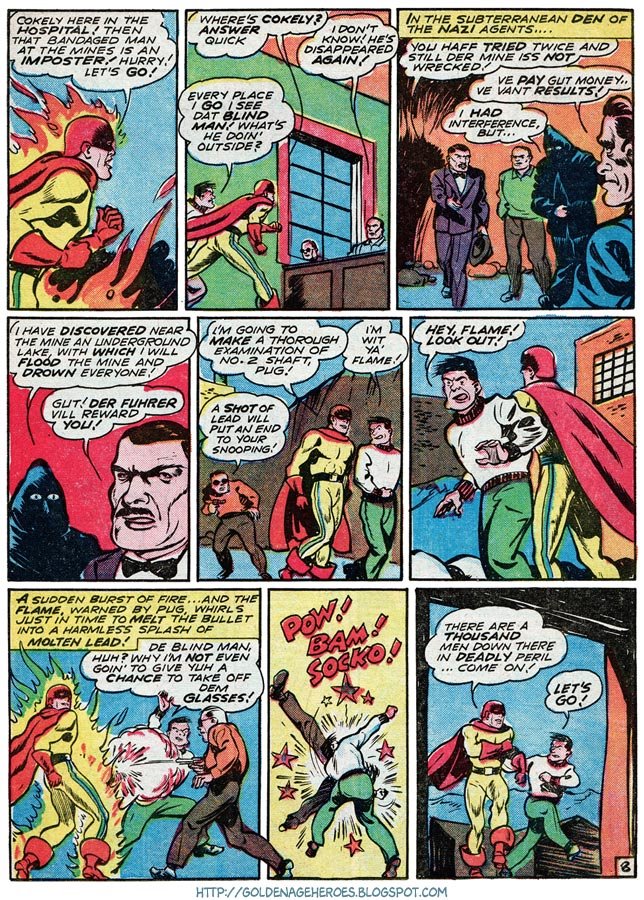 COKELY HERE IN THE
HOSPITAL! THEN
THAT BANDAGED MAN
AT THE MINES IS AN
IMPOSTER! HURRY!
LET'S GO!
WHERE'S COKELY?
ANSWER
QUICK
I DON'T
KNOW! HE'S
DISAPPEARED
AGAIN!
EVERY PLACE
I GO I SEE
DAT BLIND
MAN! WHAT'S
HE DOIN'
OUTSIDE?
IN THE SUBTERRANEAN DEN OF
THE NAZI AGENTS....
YOU HAFF TRIED TWICE AND
STILL DER MINE ISS NOT
WRECKED!
VE PAY GUT MONEY..
VE VANT RESULTS!
I HAD
INTERFERENCE,
BUT...
I HAVE DISCOVERED NEAR
THE MINE AN UNDERGROUND
LAKE, WITH WHICH I WILL
FLOOD THE MINE AND
DROWN EVERYONE!
GUT! DER FUHRER
VILL REWARD
YOU!
I'M GOING TO
MAKE A THOROUGH
EXAMINATION OF
NO. 2 SHAFT,
PUG!
I'M
WIT
YA'
FLAME!
A SHOT OF
LEAD VILL
PUT AN END
TO YOUR
SNOOPING!
HEY, FLAME!
LOOK OUT!
A SUDDEN BURST OF FIRE...AND THE
FLAME, WARNED BY PUG, WHIRLS
JUST IN TIME TO MELT THE BULLET
INTO A HARMLESS SPLASH OF
MOLTEN LEAD!
DE BLIND MAN,
HUH? WHY I'M NOT EVEN
GOIN' TO GIVE YUH A
CHANCE TO TAKE OFF
DEM
GLASSES!
POW!
BAM!
SOCKO!
THERE ARE A
THOUSAND
MEN DOWN THERE
IN DEADLY PERIL
...COME ON!
LET'S
GO!
8
HTTP://GOLDENAGEHEROES.BLOGSPOT.COM